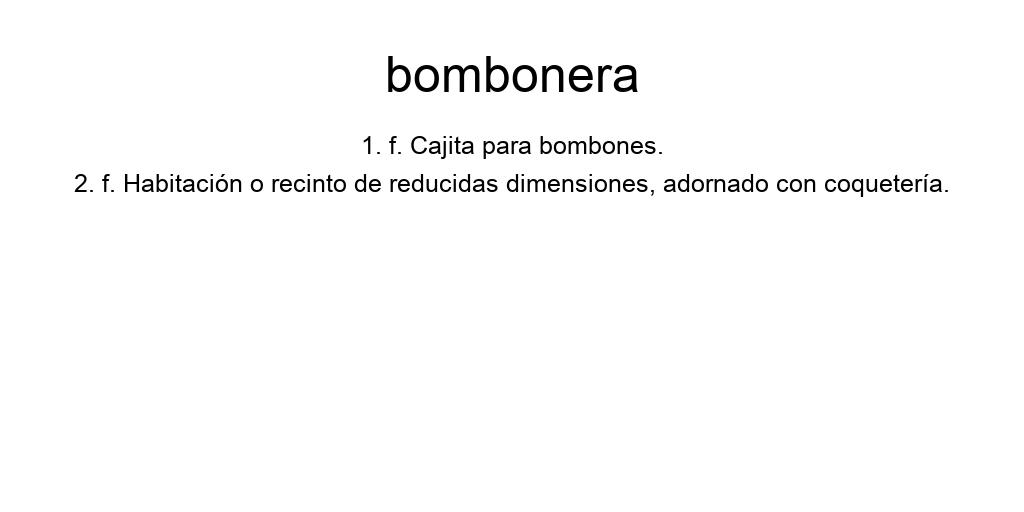 bombonera
1. f. Cajita para bombones.
2. f. Habitación o recinto de reducidas dimensiones, adornado con coquetería.